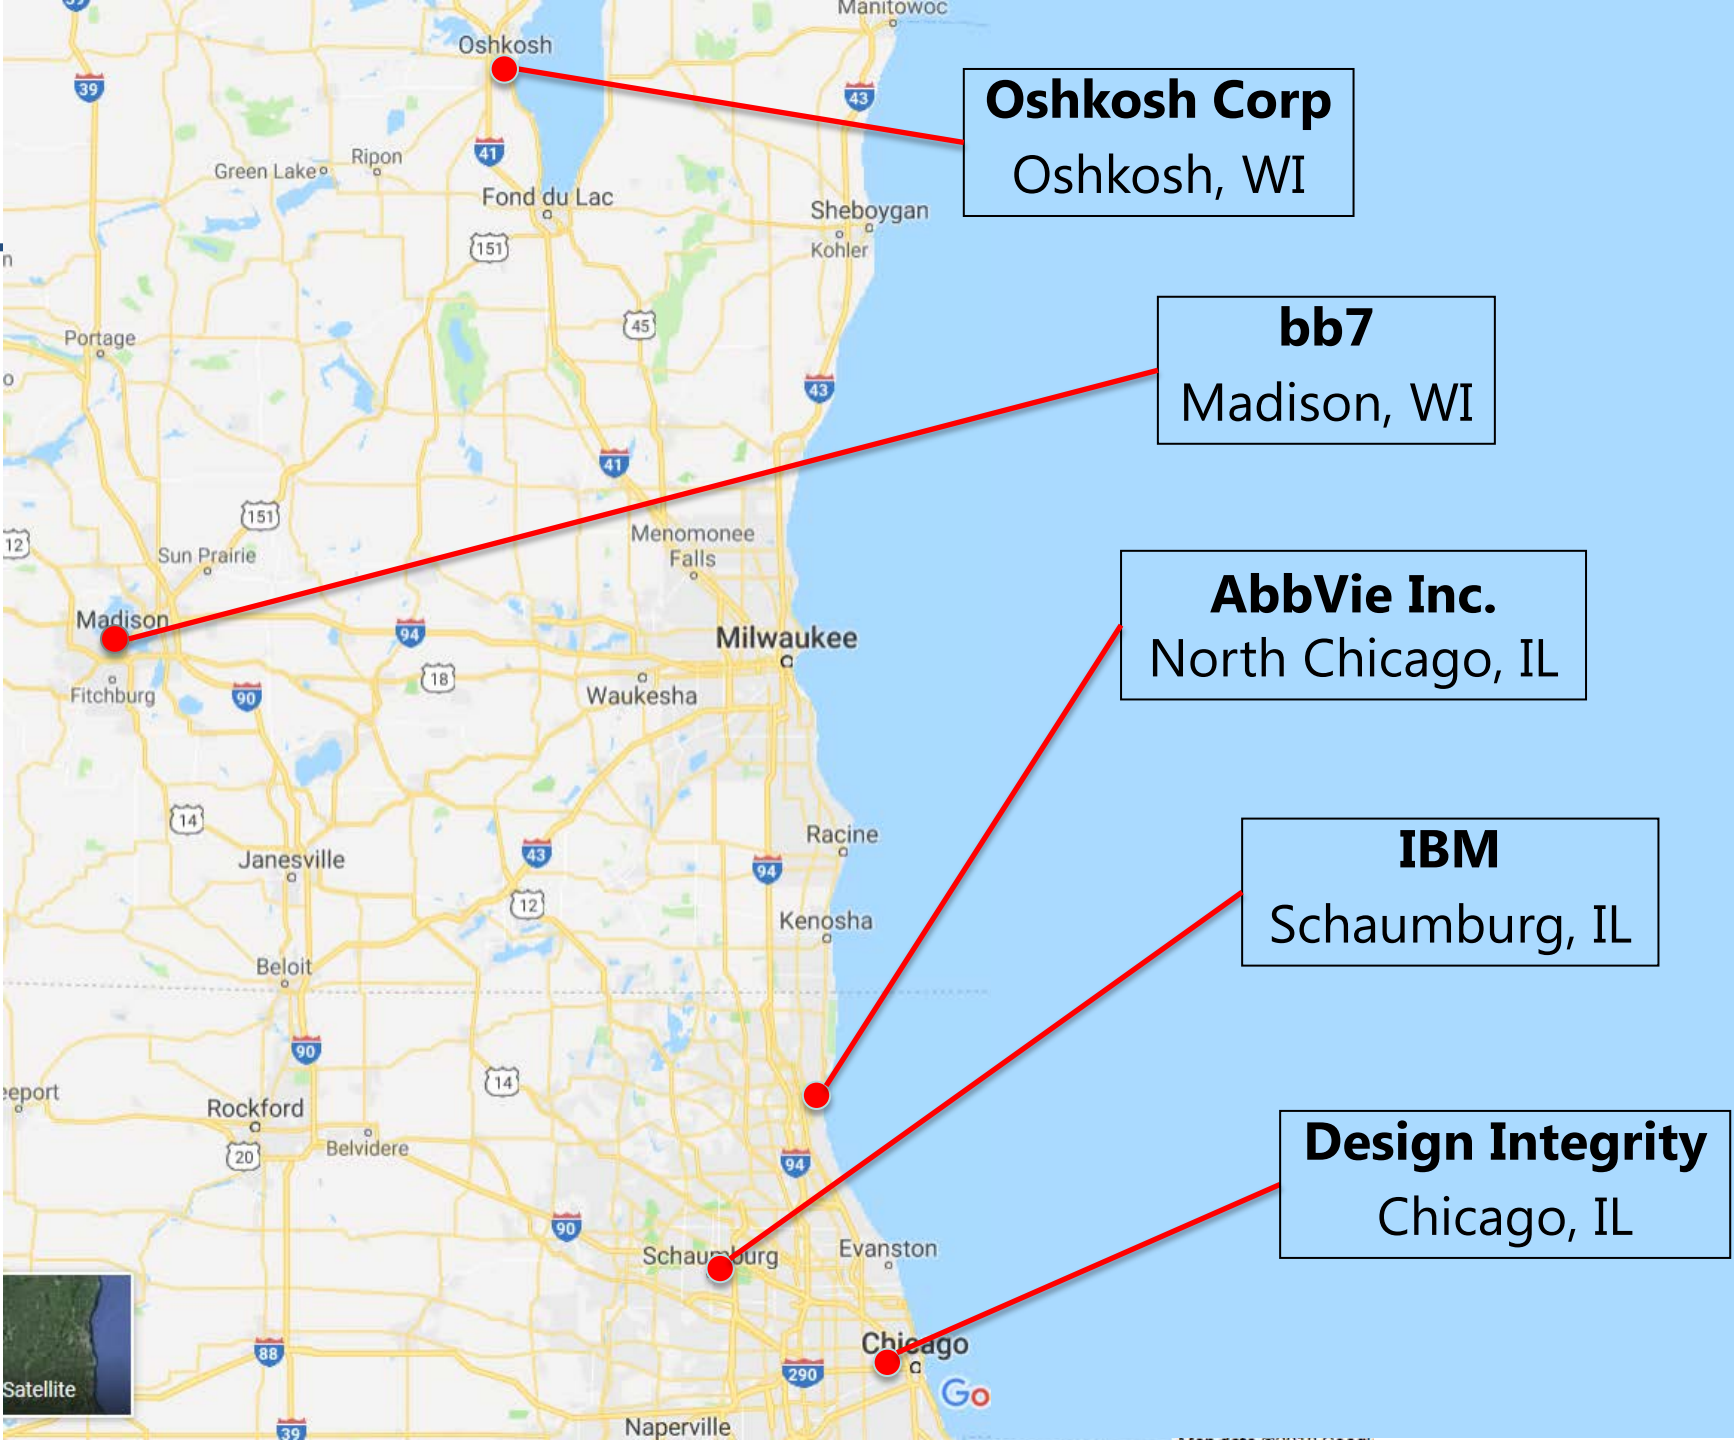 Manitowoc
39
Oshkosh
39
43
Oshkosh Corp
Oshkosh, WI
41
Ripon
Green Lake
Fond du Lac
Sheboygan
Kohler
151
n
bb7
Madison, WI
45
Portage
o
43
41
151
12
Menomonee
Falls
Sun Prairie
AbbVie Inc.
North Chicago, IL
Madison
94
Milwaukee
18
Fitchburg
90
Waukesha
14
Racine
IBM
Schaumburg, IL
Janesville
43
94
12
Kenosha
Beloit
90
14
eeport
Rockford
Design Integrity
Chicago, IL
Belvidere
20
94
90
Schaumburg
Evanston
Chicago
88
290
Satellite
Go
39
Naperville